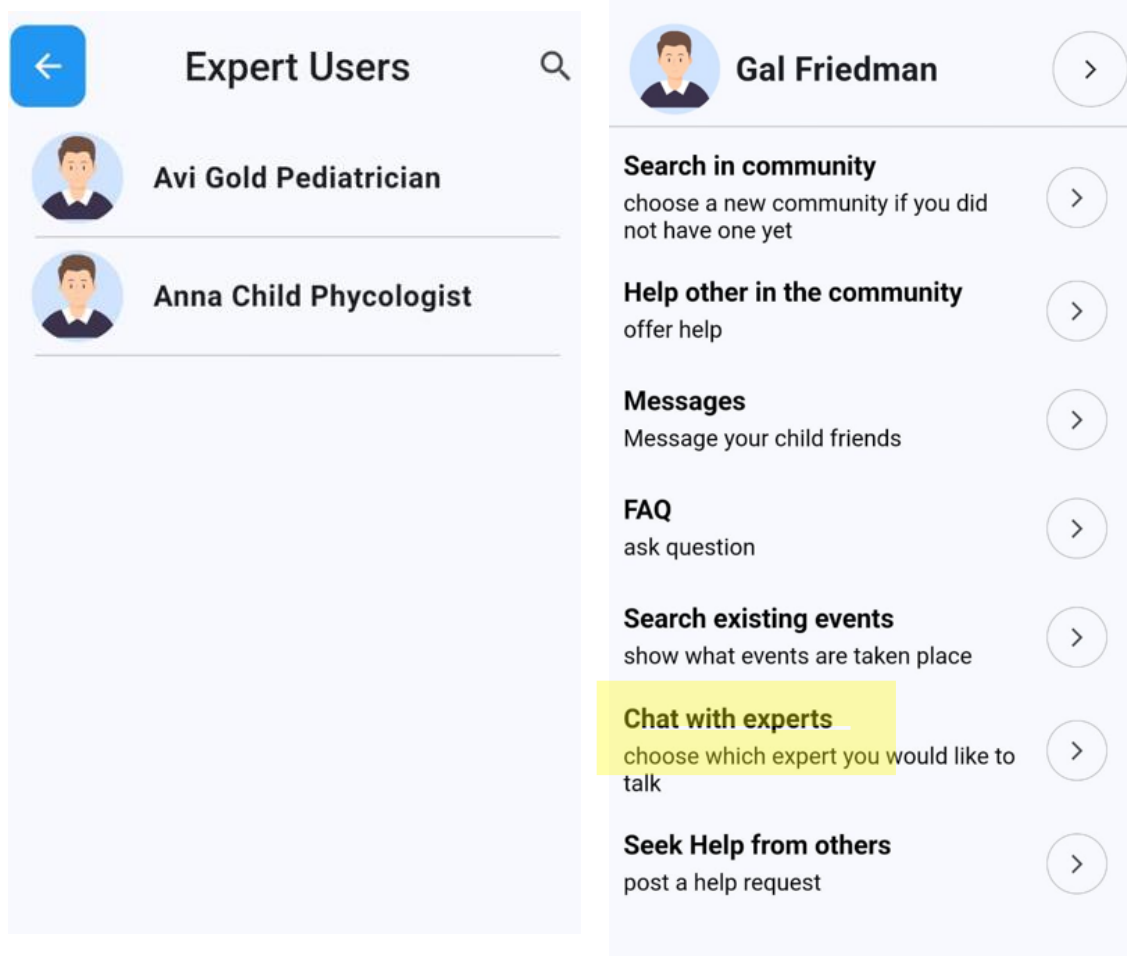 Expert Users
Avi Gold Pediatrician
Anna Child Phycologist
Gal Friedman
Search in community
choose a new community if you did
not have one yet
Help other in the community
offer help
Messages
Message your child friends
FAQ
ask question
Search existing events
show what events are taken place
Chat with experts
choose which expert you would like to
talk
Seek Help from others
post a help request